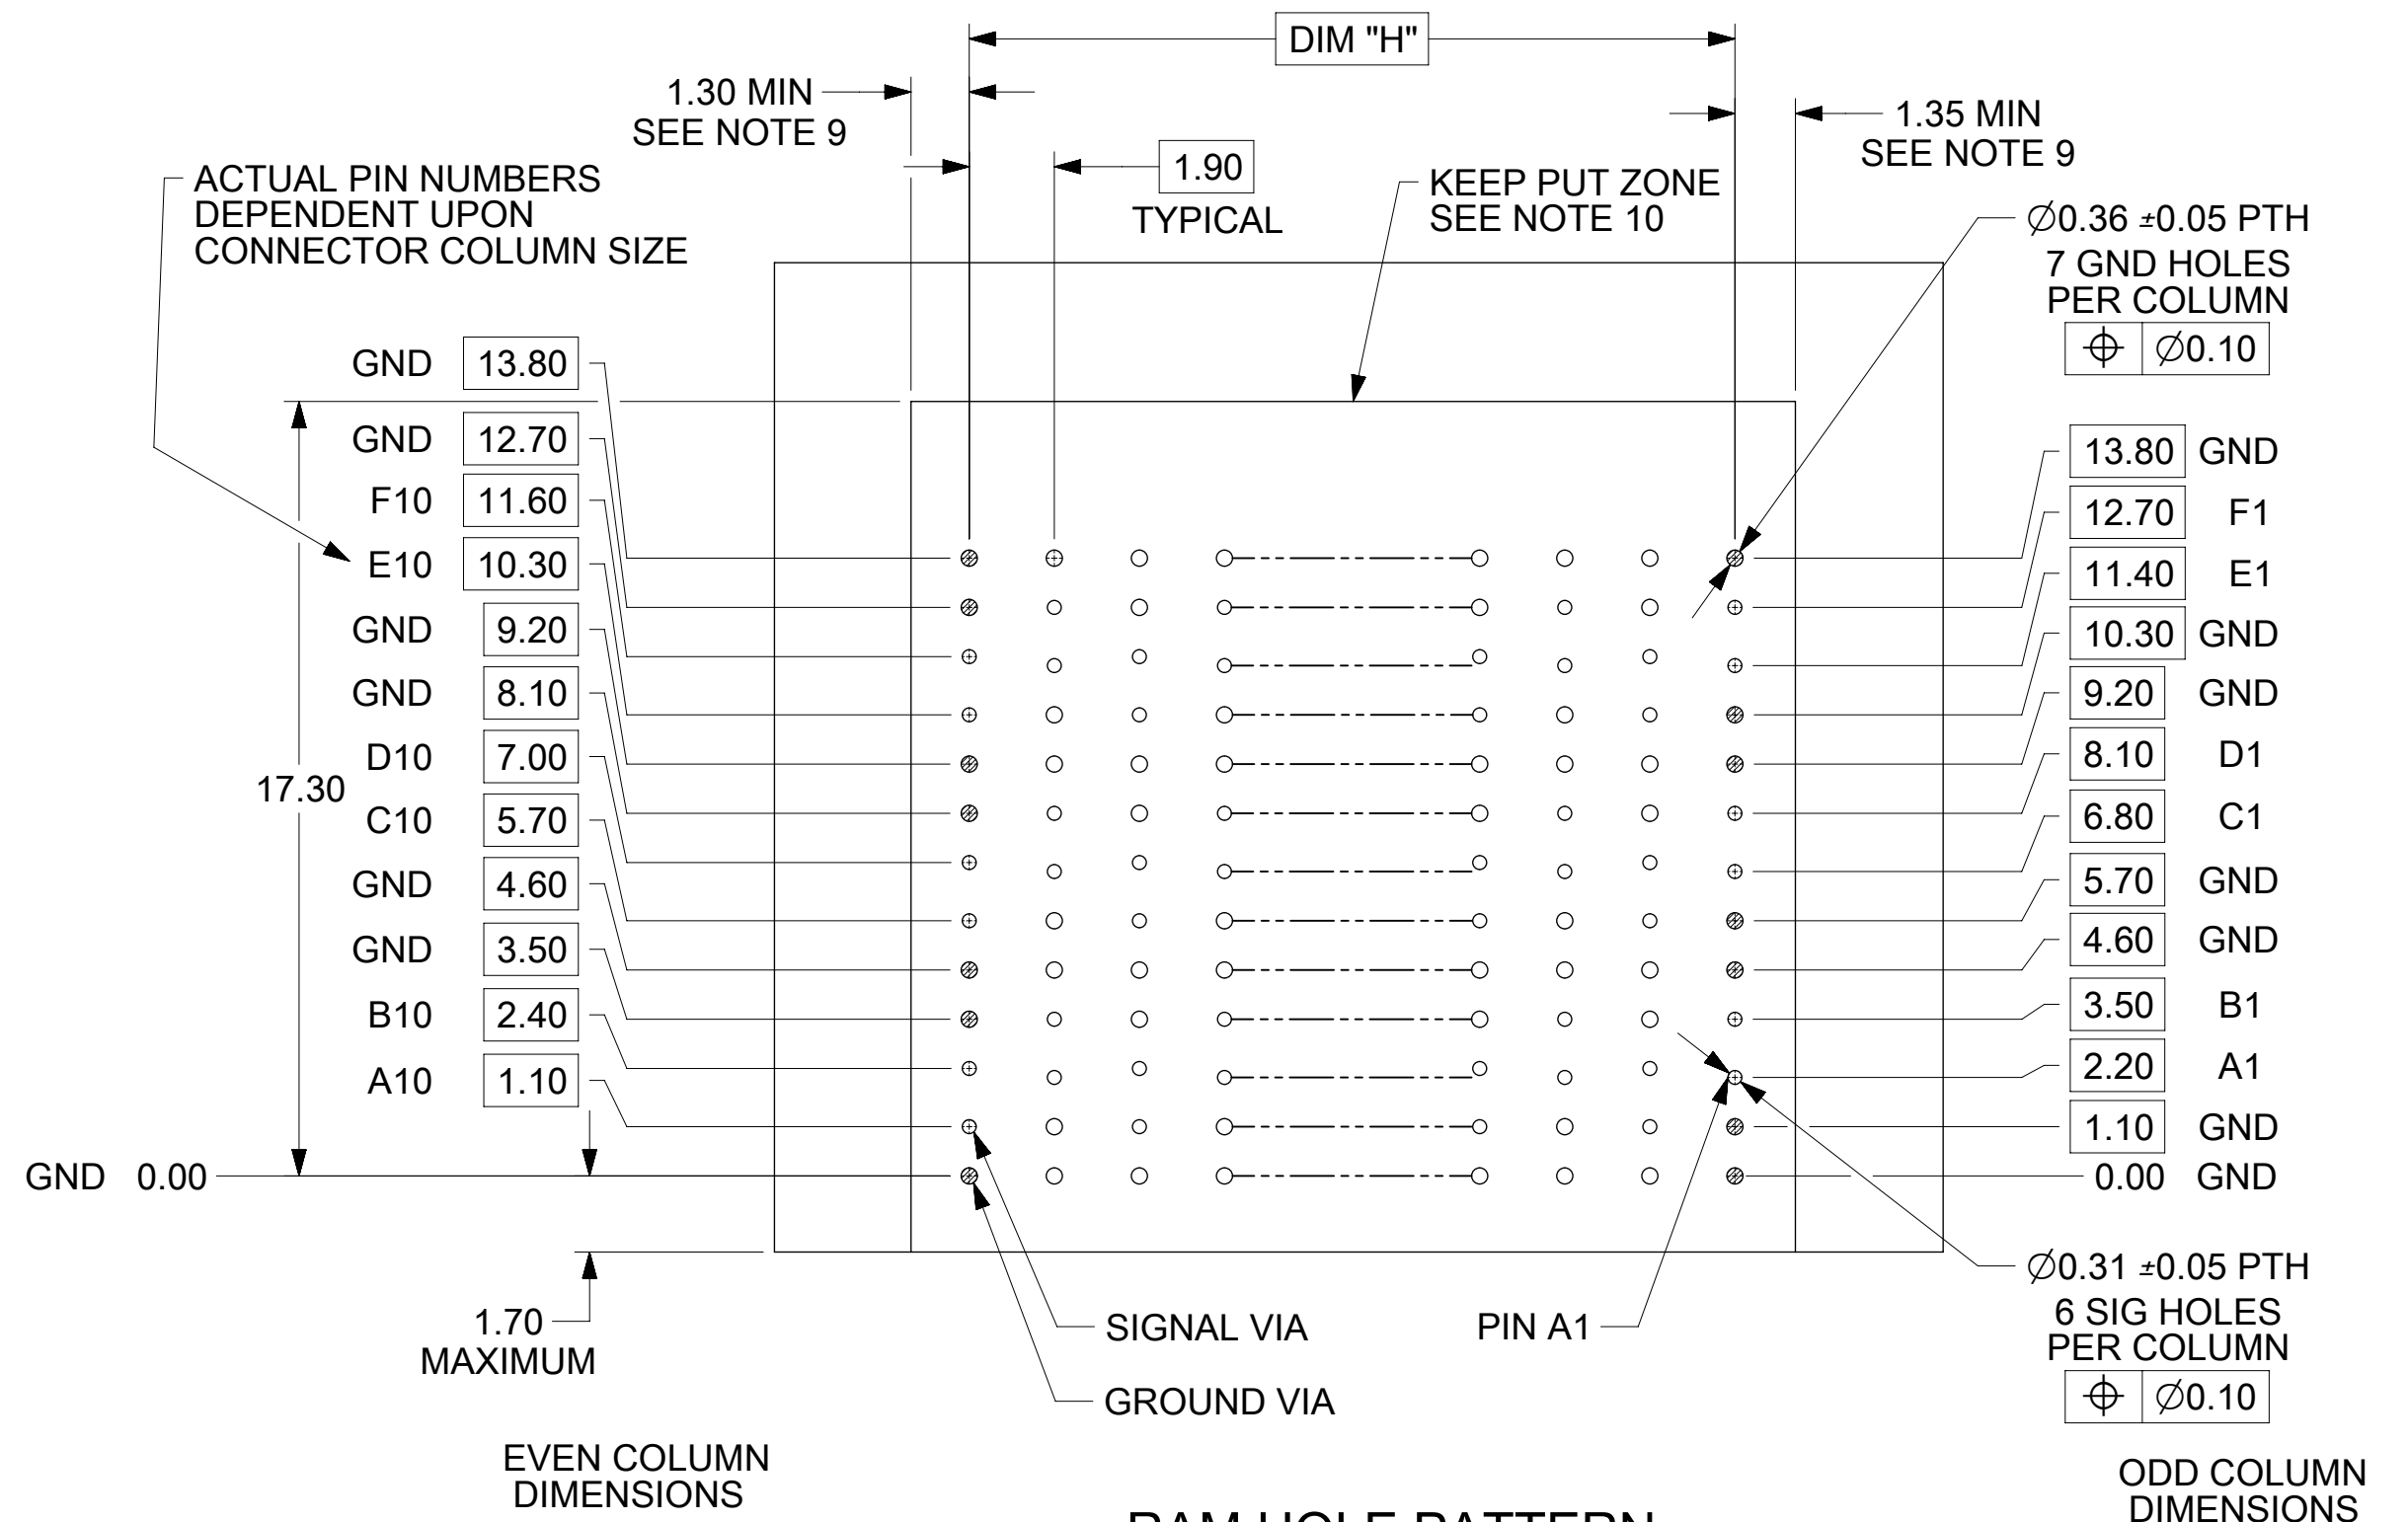 DIM "H"
1.30 MIN
SEE NOTE 9
1.35 MIN
SEE NOTE 9
1.90
TYPICAL
ACTUAL PIN NUMBERS
DEPENDENT UPON
CONNECTOR COLUMN SIZE
KEEP PUT ZONE
SEE NOTE 10
Ø0.36 ±0.05 PTH
7 GND HOLES
PER COLUMN
⌖ Ø0.10
GND 13.80
GND 12.70
F10 11.60
E10 10.30
GND 9.20
GND 8.10
D10 7.00
C10 5.70
GND 4.60
GND 3.50
B10 2.40
A10 1.10
GND 0.00
17.30
13.80 GND
12.70 F1
11.40 E1
10.30 GND
9.20 GND
8.10 D1
6.80 C1
5.70 GND
4.60 GND
3.50 B1
2.20 A1
1.10 GND
0.00 GND
1.70
MAXIMUM
SIGNAL VIA
GROUND VIA
PIN A1
Ø0.31 ±0.05 PTH
6 SIG HOLES
PER COLUMN
⌖ Ø0.10
EVEN COLUMN
DIMENSIONS
ODD COLUMN
DIMENSIONS
RAM HOLE PATTERN